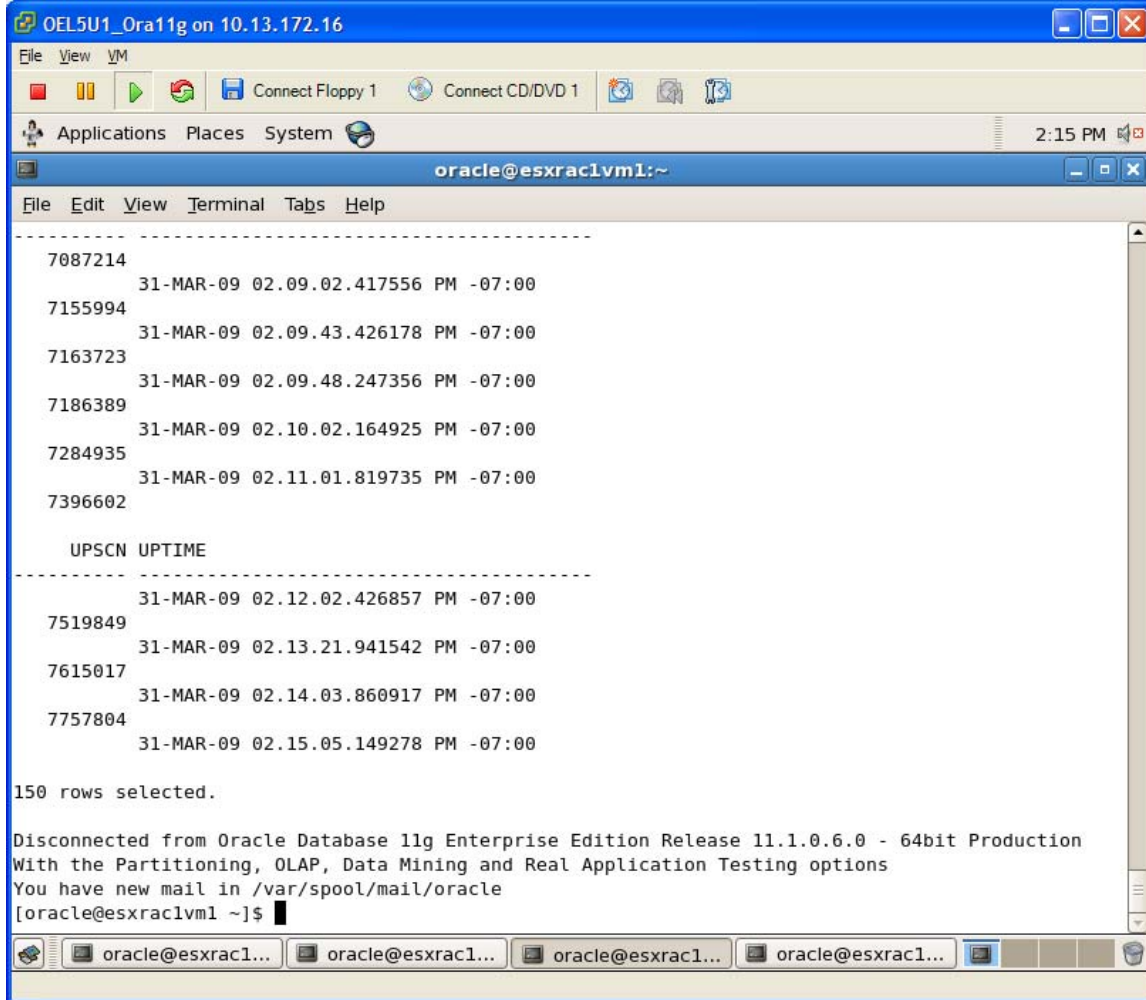 OEL5U1_Ora11g on 10.13.172.16
File View VM
Connect Floppy 1 Connect CD/DVD 1
Applications Places System 2:15 PM
oracle@esxrac1vm1:~
File Edit View Terminal Tabs Help
---------- ----------------------------------------
7087214
31-MAR-09 02.09.02.417556 PM -07:00
7155994
31-MAR-09 02.09.43.426178 PM -07:00
7163723
31-MAR-09 02.09.48.247356 PM -07:00
7186389
31-MAR-09 02.10.02.164925 PM -07:00
7284935
31-MAR-09 02.11.01.819735 PM -07:00
7396602
UPSCN UPTIME
---------- ----------------------------------------
31-MAR-09 02.12.02.426857 PM -07:00
7519849
31-MAR-09 02.13.21.941542 PM -07:00
7615017
31-MAR-09 02.14.03.860917 PM -07:00
7757804
31-MAR-09 02.15.05.149278 PM -07:00
150 rows selected.
Disconnected from Oracle Database 11g Enterprise Edition Release 11.1.0.6.0 - 64bit Production
With the Partitioning, OLAP, Data Mining and Real Application Testing options
You have new mail in /var/spool/mail/oracle
[oracle@esxrac1vm1 ~]$
oracle@esxrac1... oracle@esxrac1... oracle@esxrac1... oracle@esxrac1...